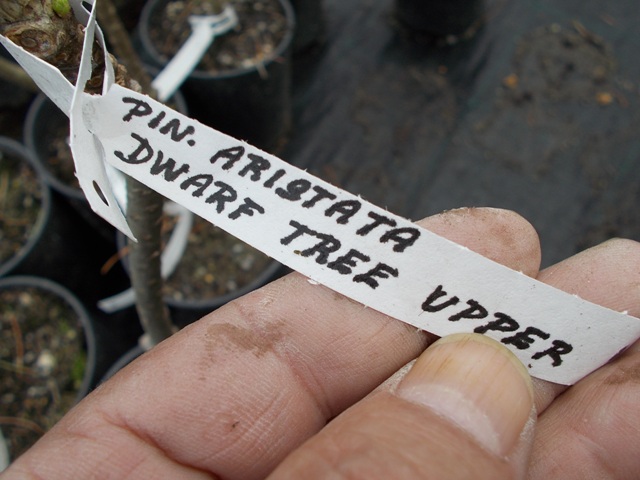 PIN. ARISTATA
DWARF TREE UPPER